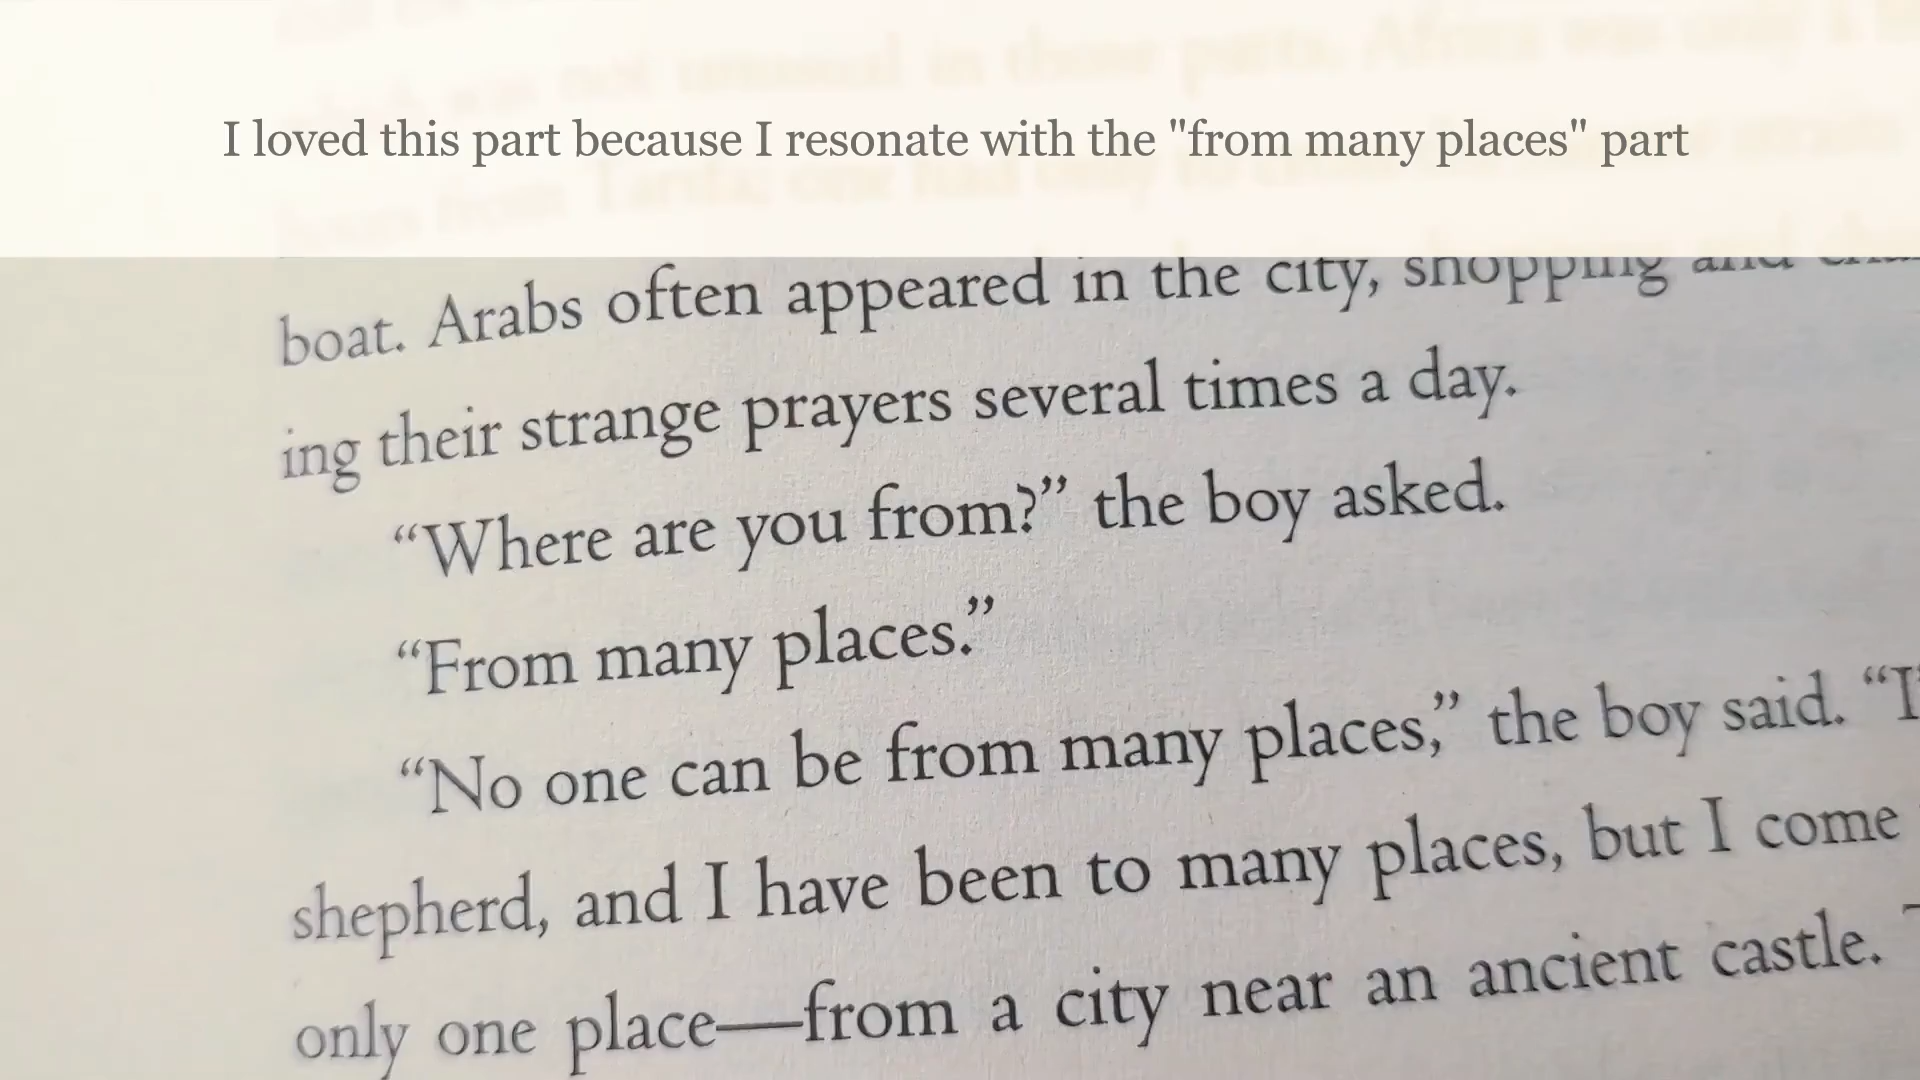 I loved this part because I resonate with the "from many places" part
boat. Arabs often appeared in the city, shopping and
ing their strange prayers several times a day.
“Where are you from?” the boy asked.
“From many places.”
“No one can be from many places,” the boy said. “I’
shepherd, and I have been to many places, but I come
only one place—from a city near an ancient castle.